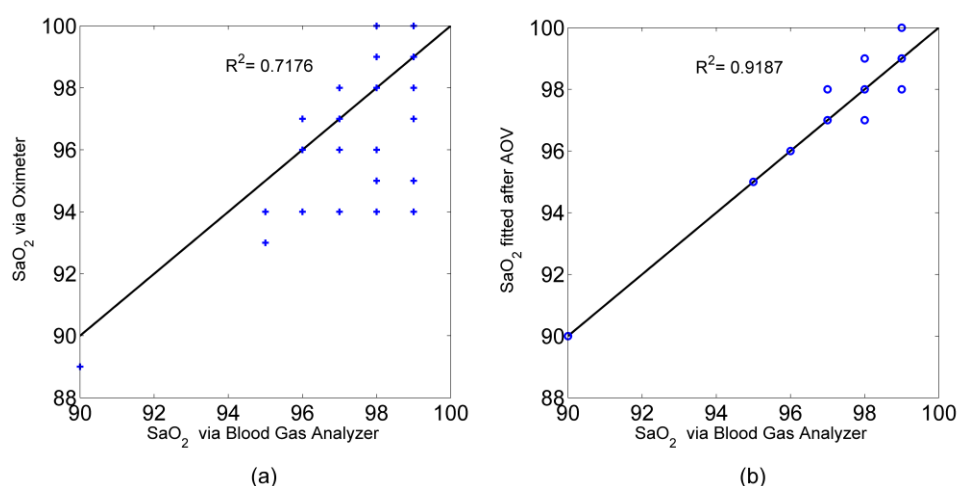 100
98
96
94
92
90
88
SaO2 via Oximeter
R2= 0.7176
90 92 94 96 98 100
SaO2 via Blood Gas Analyzer
(a)
100
98
96
94
92
90
88
SaO2 fitted after AOV
R2= 0.9187
90 92 94 96 98 100
SaO2 via Blood Gas Analyzer
(b)